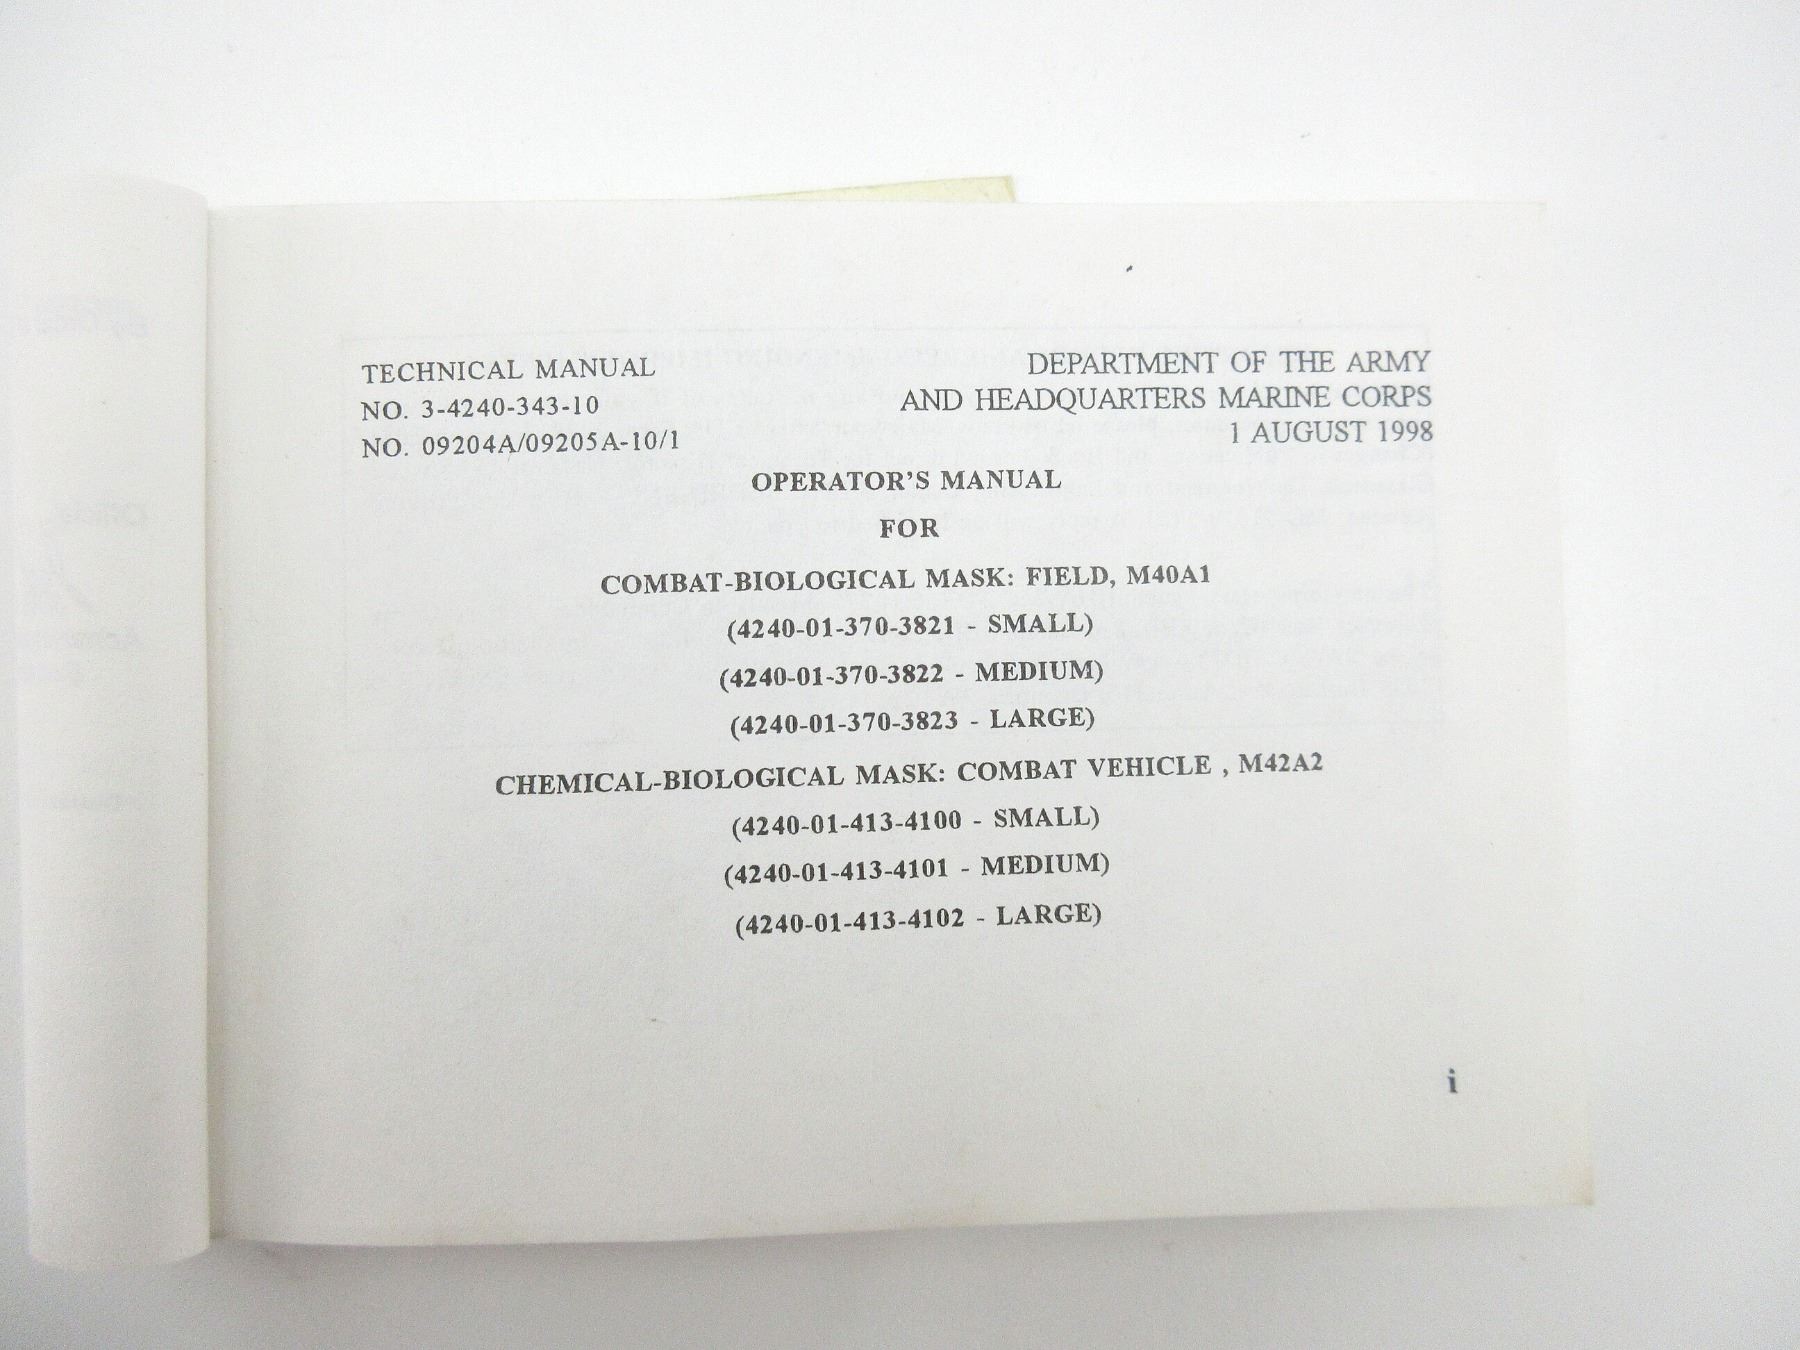 TECHNICAL MANUAL
NO. 3-4240-343-10
NO. 09204A/09205A-10/1
DEPARTMENT OF THE ARMY
AND HEADQUARTERS MARINE CORPS
1 AUGUST 1998
OPERATOR'S MANUAL
FOR
COMBAT-BIOLOGICAL MASK: FIELD, M40A1
(4240-01-370-3821 - SMALL)
(4240-01-370-3822 - MEDIUM)
(4240-01-370-3823 - LARGE)
CHEMICAL-BIOLOGICAL MASK: COMBAT VEHICLE , M42A2
(4240-01-413-4100 - SMALL)
(4240-01-413-4101 - MEDIUM)
(4240-01-413-4102 - LARGE)
i